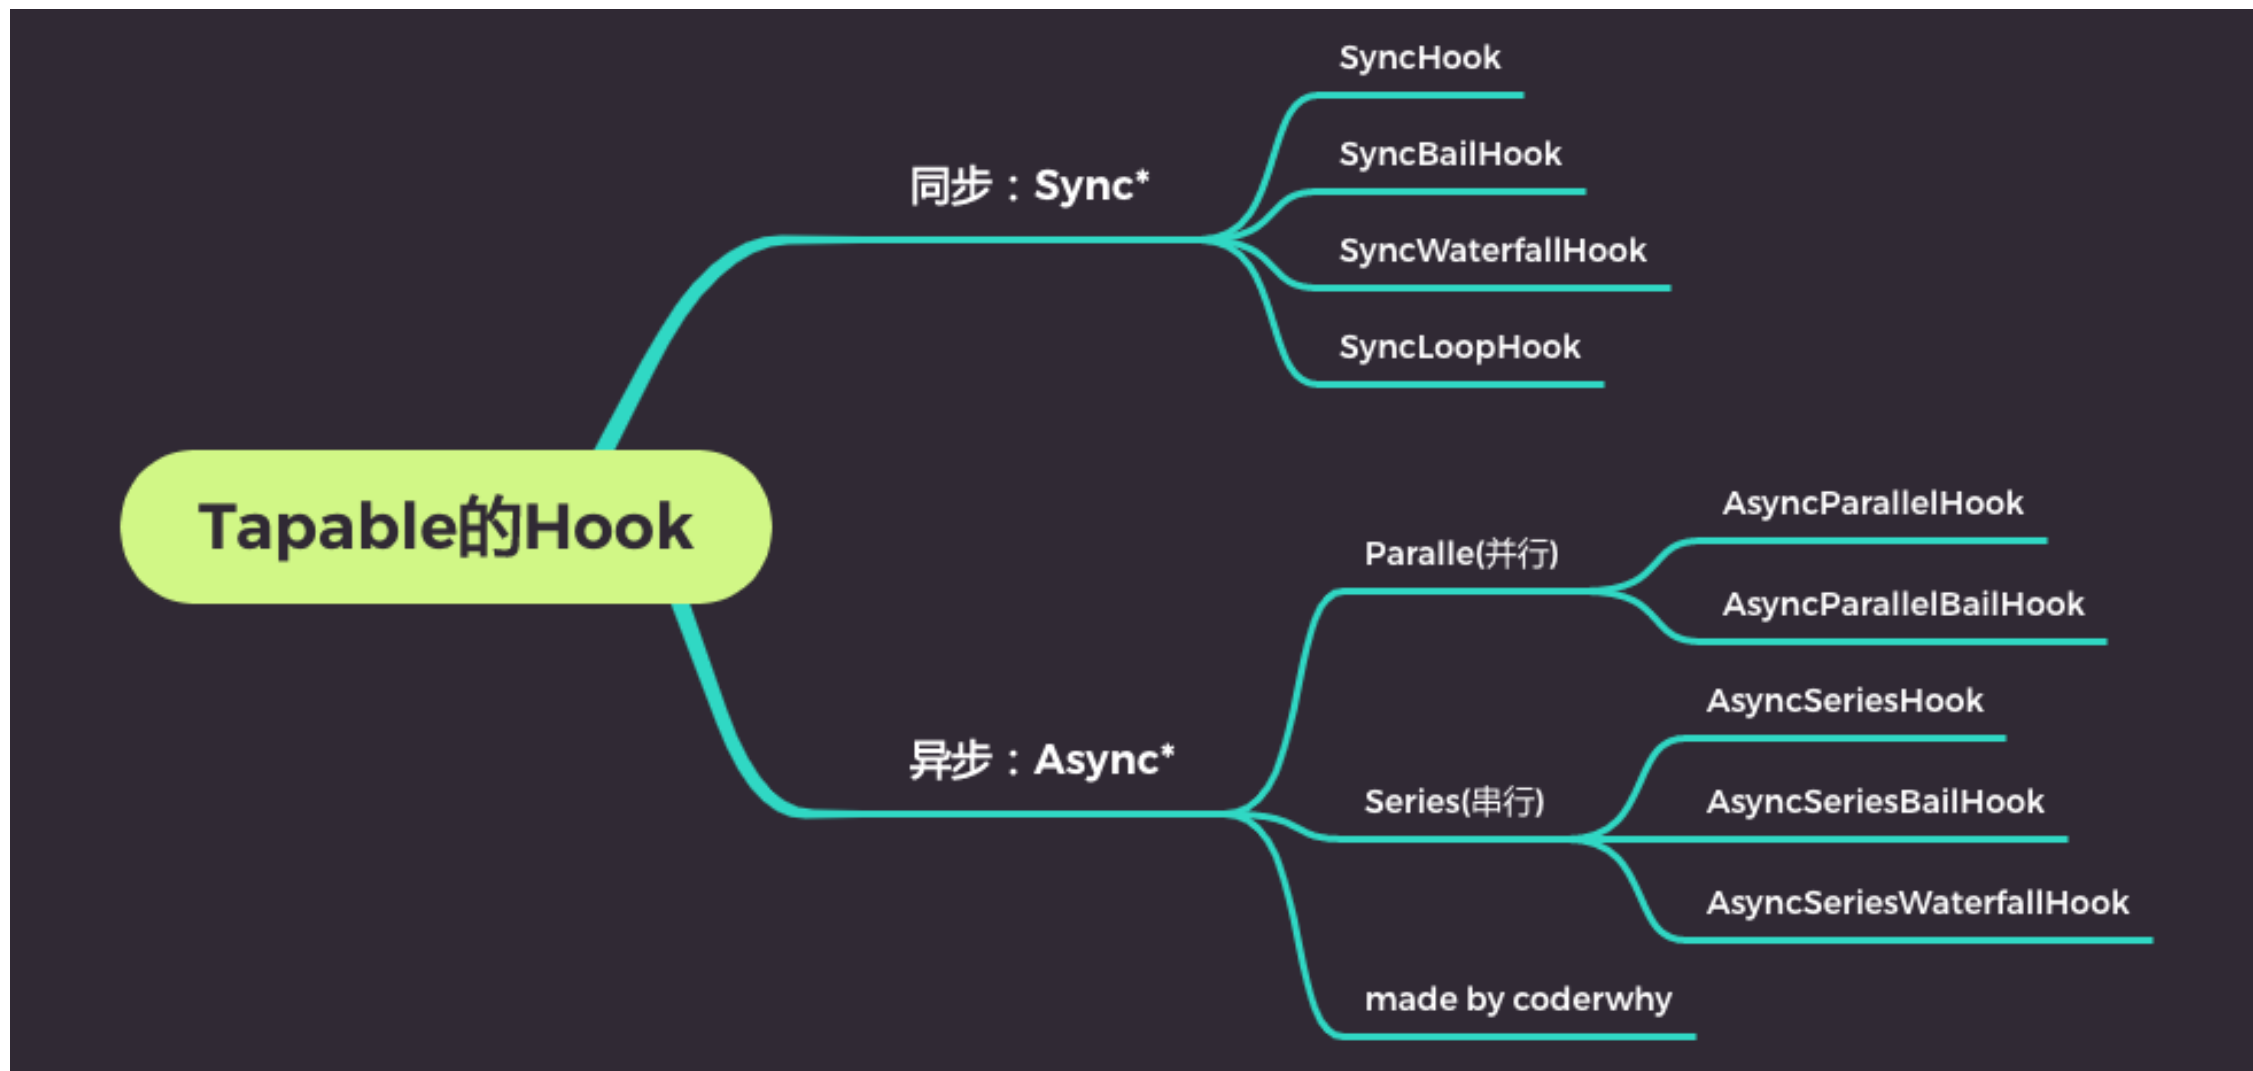 Tapable的Hook
同步：Sync*
SyncHook
SyncBailHook
SyncWaterfallHook
SyncLoopHook
异步：Async*
Paralle(并行)
AsyncParallelHook
AsyncParallelBailHook
Series(串行)
AsyncSeriesHook
AsyncSeriesBailHook
AsyncSeriesWaterfallHook
made by coderwhy